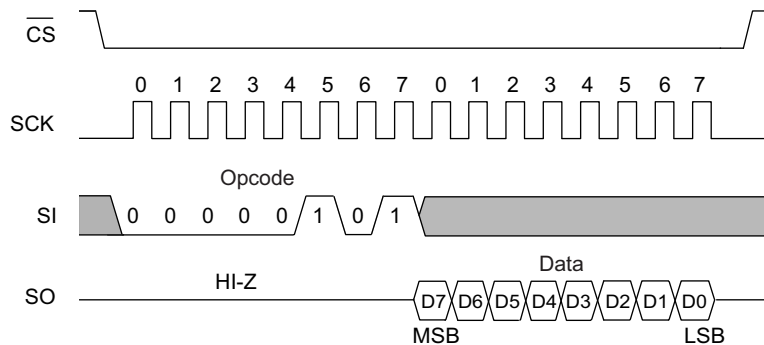 CS
0 1 2 3 4 5 6 7 0 1 2 3 4 5 6 7
SCK
Opcode
SI 0 0 0 0 0 1 0 1
Data
HI-Z
SO D7 D6 D5 D4 D3 D2 D1 D0
MSB LSB